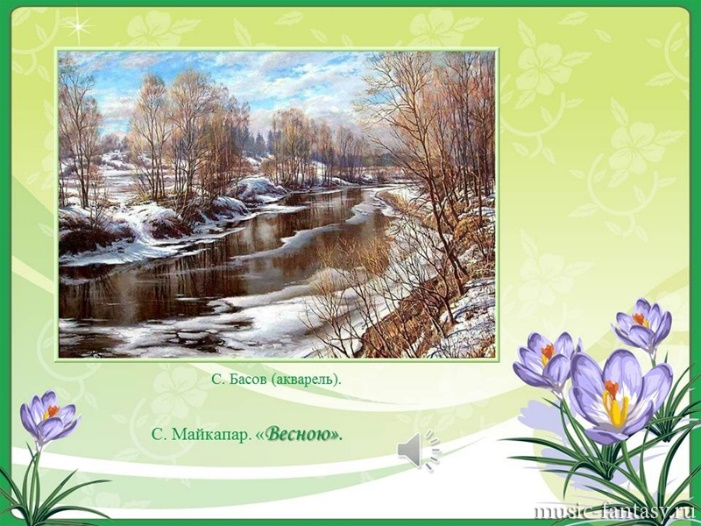 С. Басов (акварель).
С. Майкапар. «Весною».
music-fantasy.ru